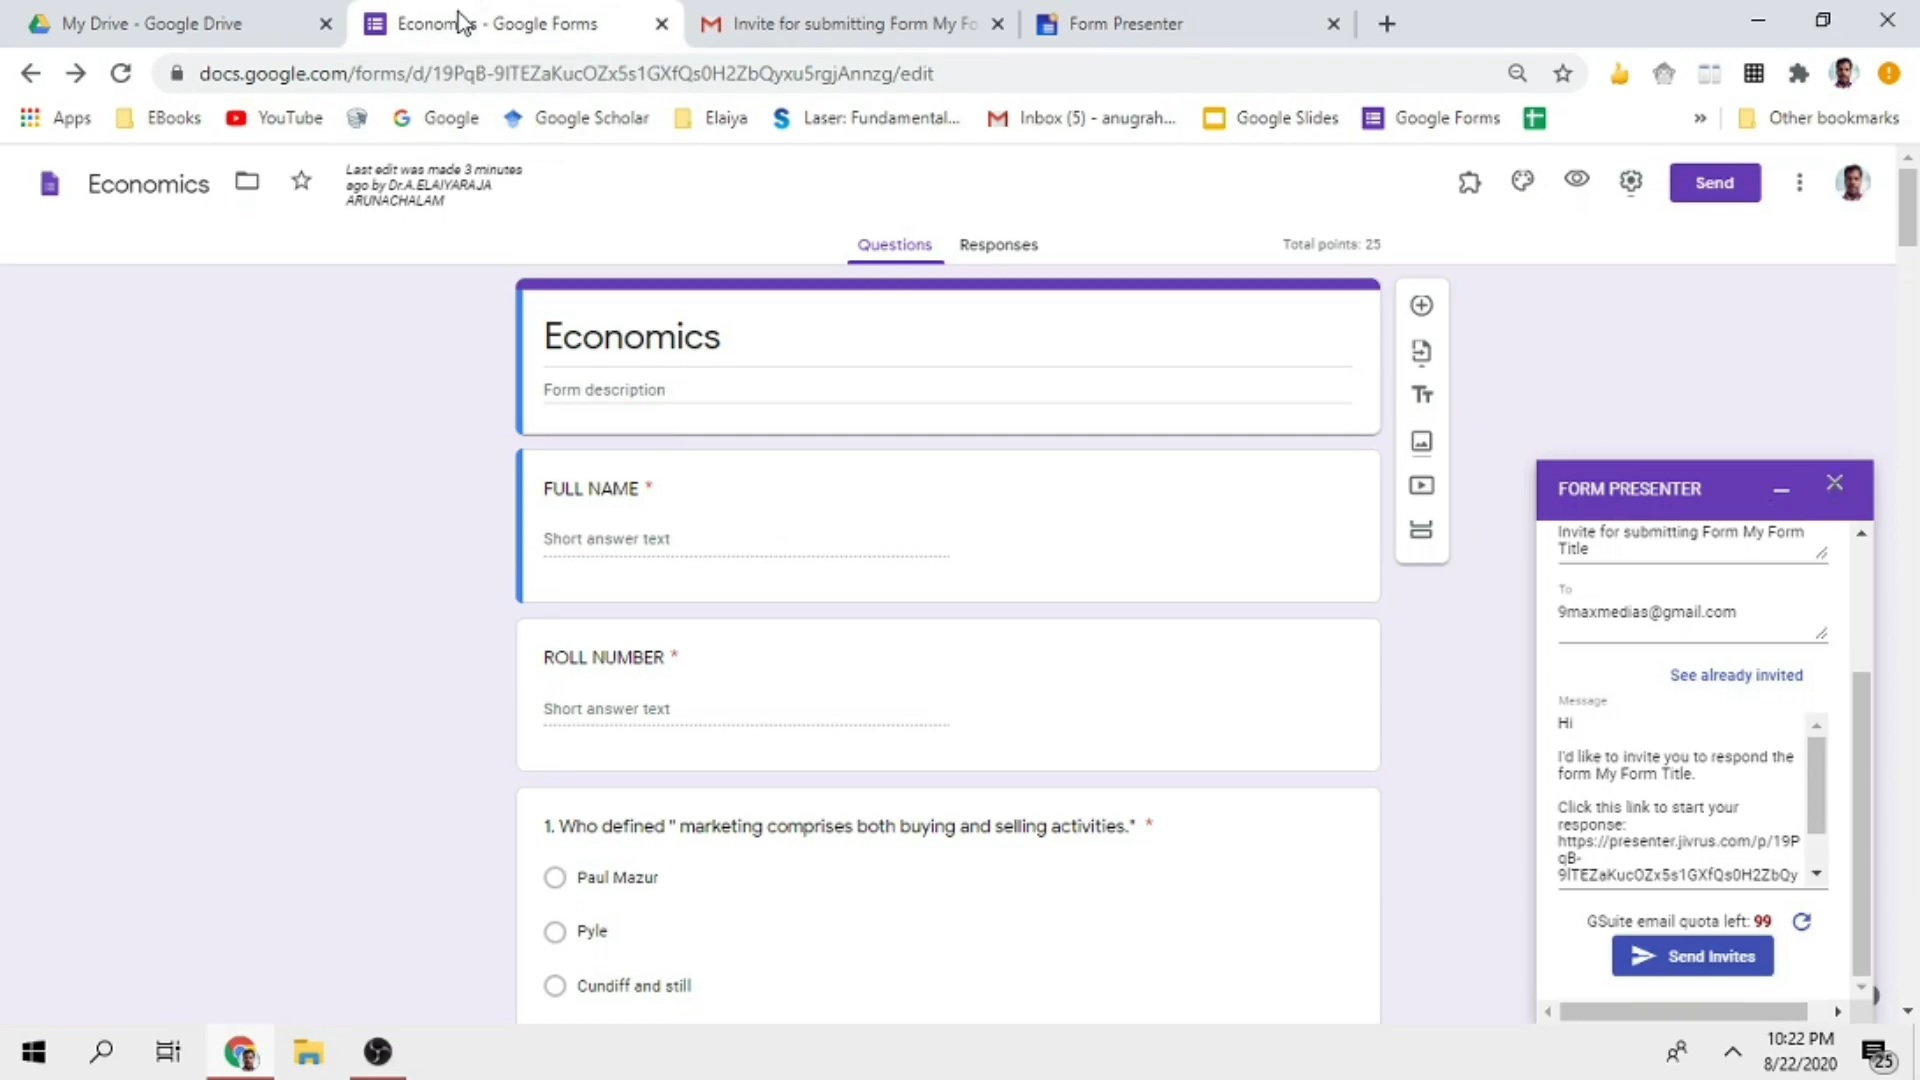 My Drive - Google Drive
Econom s - Google Forms
Invite for submitting Form My Fo
Form Presenter
docs.google.com/forms/d/19PqB-9lTEZaKucOZx5s1GXfQs0H2ZbQyxu5rgjAnnzg/edit
Apps
EBooks
YouTube
Google
Google Scholar
Elaiya
Laser: Fundamental...
Inbox (5) - anugrah...
Google Slides
Google Forms
»
Other bookmarks
Economics
Last edit was made 3 minutes
ago by Dr.A.ELAIYARAJA
ARUNACHALAM
Send
Questions
Responses
Total points: 25
Economics
Form description
FULL NAME *
Short answer text
ROLL NUMBER *
Short answer text
1. Who defined " marketing comprises both buying and selling activities." *
Paul Mazur
Pyle
Cundiff and still
Tт
FORM PRESENTER
Invite for submitting Form My Form
Title
To
9maxmedias@gmail.com
See already invited
Message
Hi
I'd like to invite you to respond the
form My Form Title.
Click this link to start your
response:
https://presenter.jivrus.com/p/19P
qB-
9lTEZaKucOZx5s1GXfQs0H2ZbQy
GSuite email quota left: 99
Send Invites
10:22 PM
8/22/2020
25